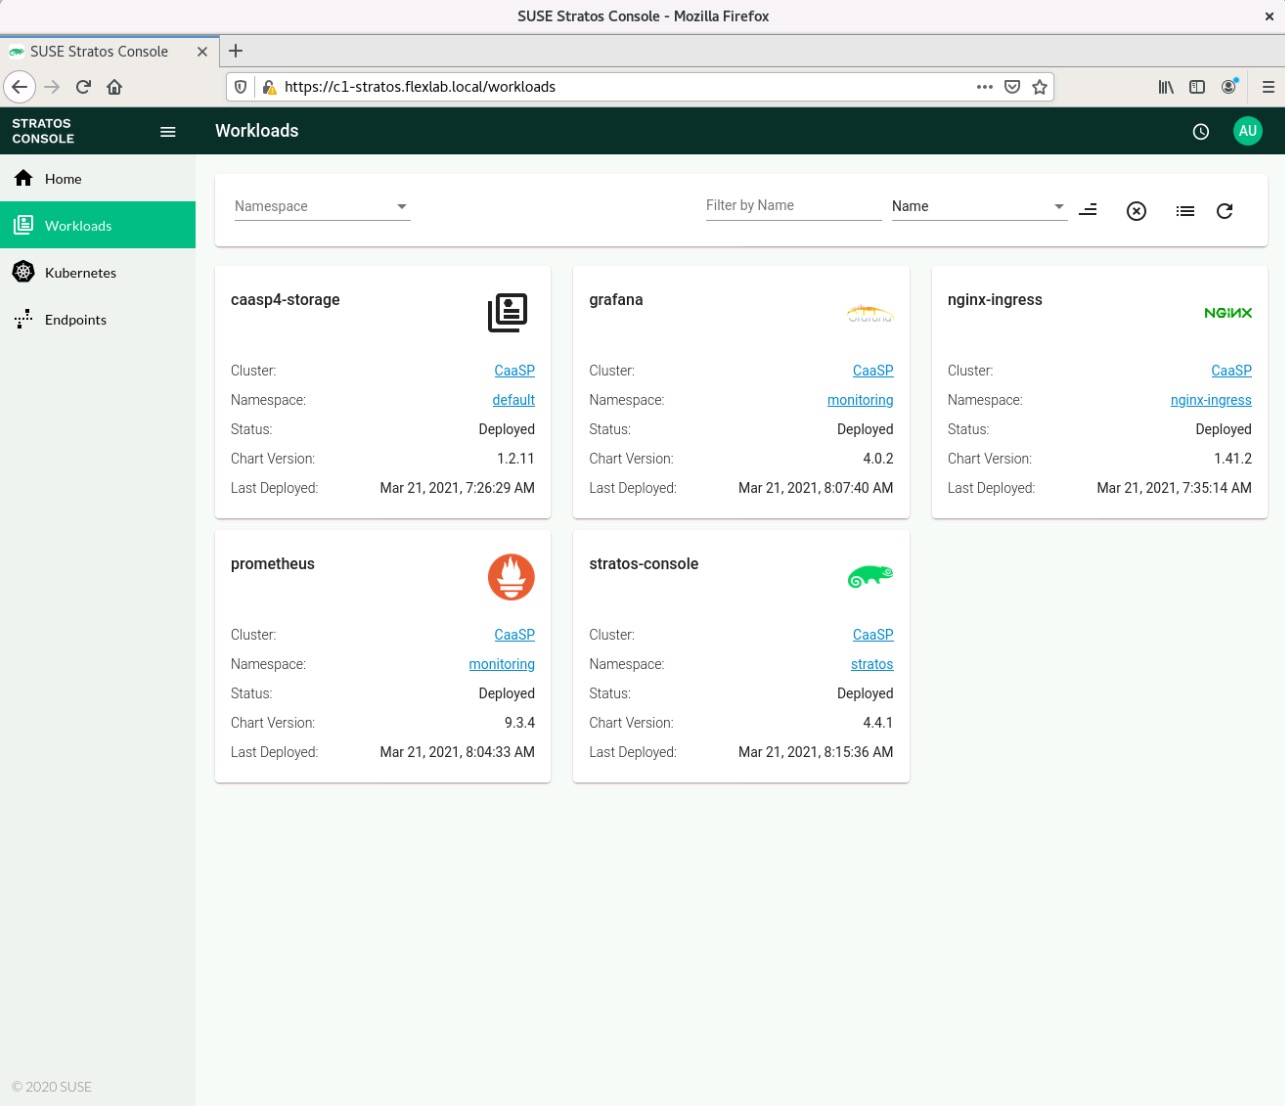 SUSE Stratos Console - Mozilla Firefox
SUSE Stratos Console
https://c1-stratos.flexlab.local/workloads
STRATOS
CONSOLE
Workloads
AU
Home
Workloads
Kubernetes
Endpoints
Namespace
Filter by Name
Name
caasp4-storage
Cluster: CaaSP
Namespace: default
Status: Deployed
Chart Version: 1.2.11
Last Deployed: Mar 21, 2021, 7:26:29 AM
grafana
Grafana
Cluster: CaaSP
Namespace: monitoring
Status: Deployed
Chart Version: 4.0.2
Last Deployed: Mar 21, 2021, 8:07:40 AM
nginx-ingress
NGINX
Cluster: CaaSP
Namespace: nginx-ingress
Status: Deployed
Chart Version: 1.41.2
Last Deployed: Mar 21, 2021, 7:35:14 AM
prometheus
Cluster: CaaSP
Namespace: monitoring
Status: Deployed
Chart Version: 9.3.4
Last Deployed: Mar 21, 2021, 8:04:33 AM
stratos-console
Cluster: CaaSP
Namespace: stratos
Status: Deployed
Chart Version: 4.4.1
Last Deployed: Mar 21, 2021, 8:15:36 AM
© 2020 SUSE